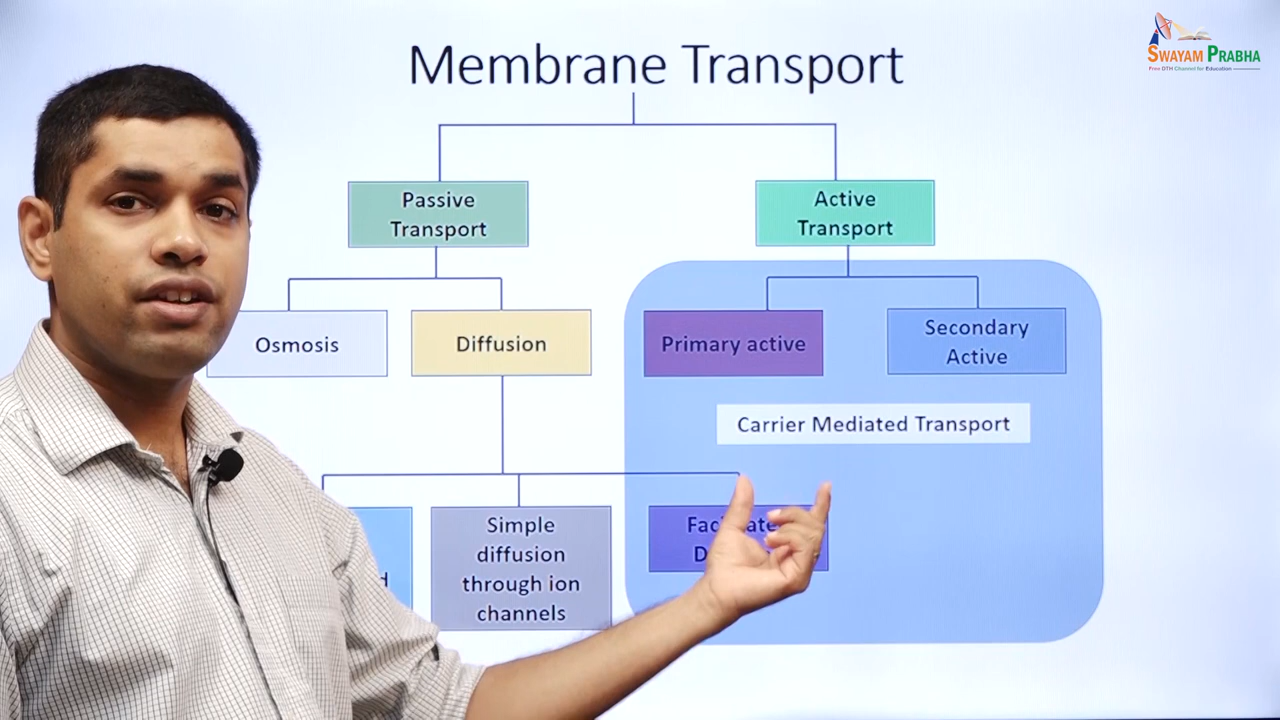 Membrane Transport
SWAYAM PRABHA
Free DTH Channel for Education
Passive
Transport
Active
Transport
Osmosis
Diffusion
Primary active
Secondary
Active
Carrier Mediated Transport
Simple
diffusion
through ion
channels